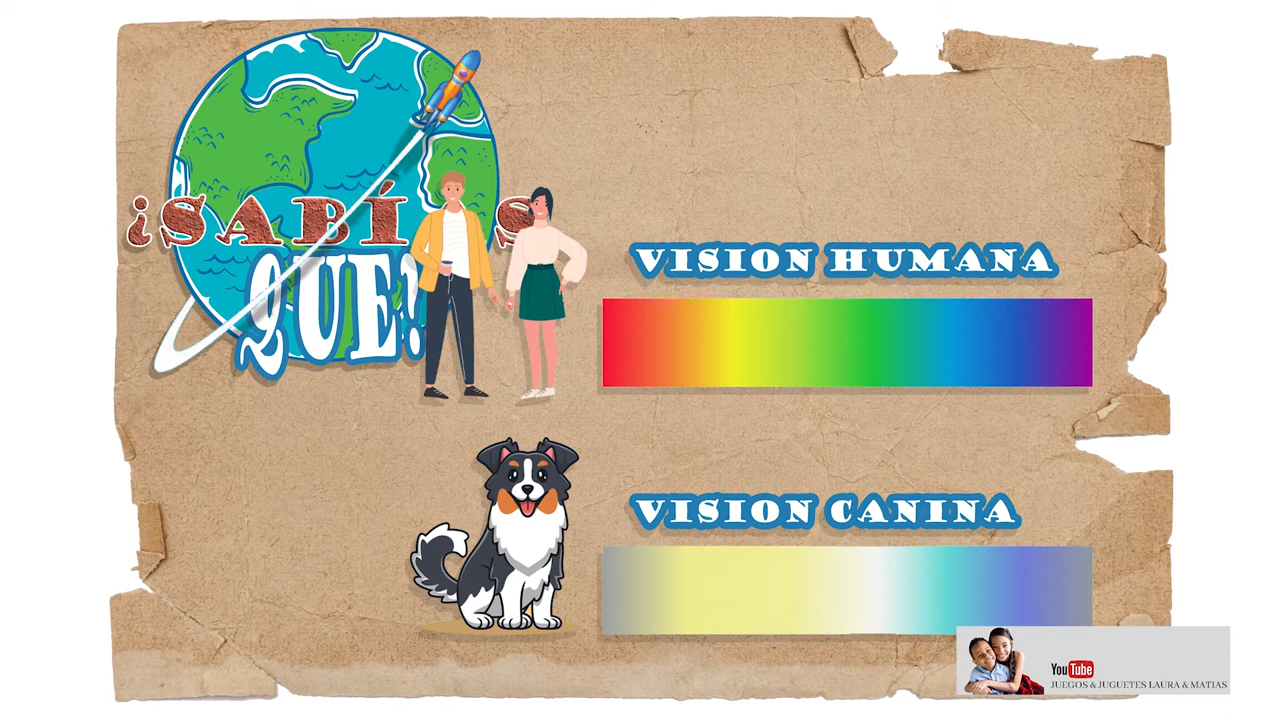 ¿SABÍ S
QUE!
VISION HUMANA
VISION CANINA
YouTube
JUEGOS & JUGUETES LAURA & MATIAS